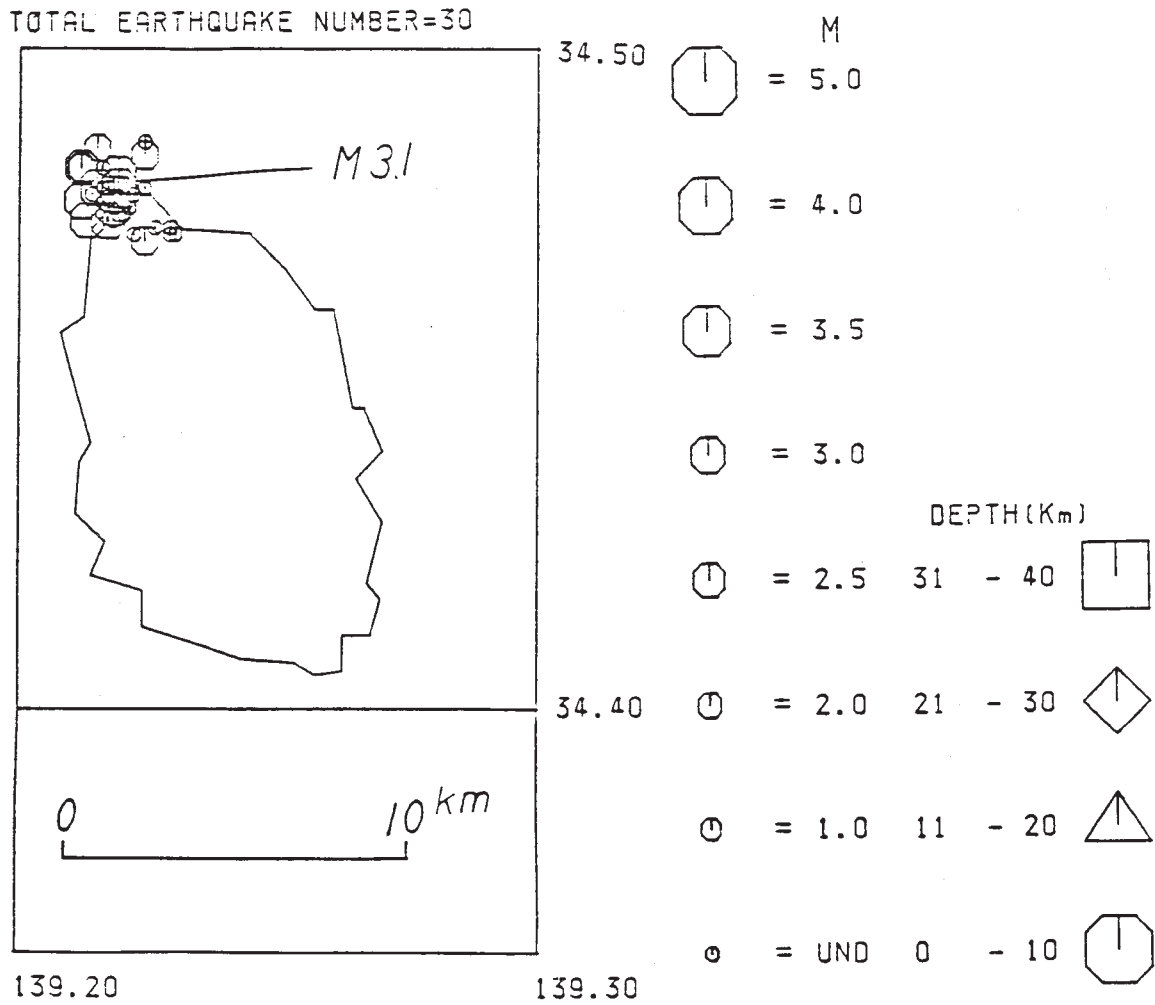 TOTAL EARTHQUAKE NUMBER=30
34.50
M
= 5.0
M 3.1
= 4.0
= 3.5
= 3.0
DEPTH(Km)
= 2.5 31 - 40
34.40
= 2.0 21 - 30
0 10 km
= 1.0 11 - 20
= UND 0 - 10
139.20 139.30